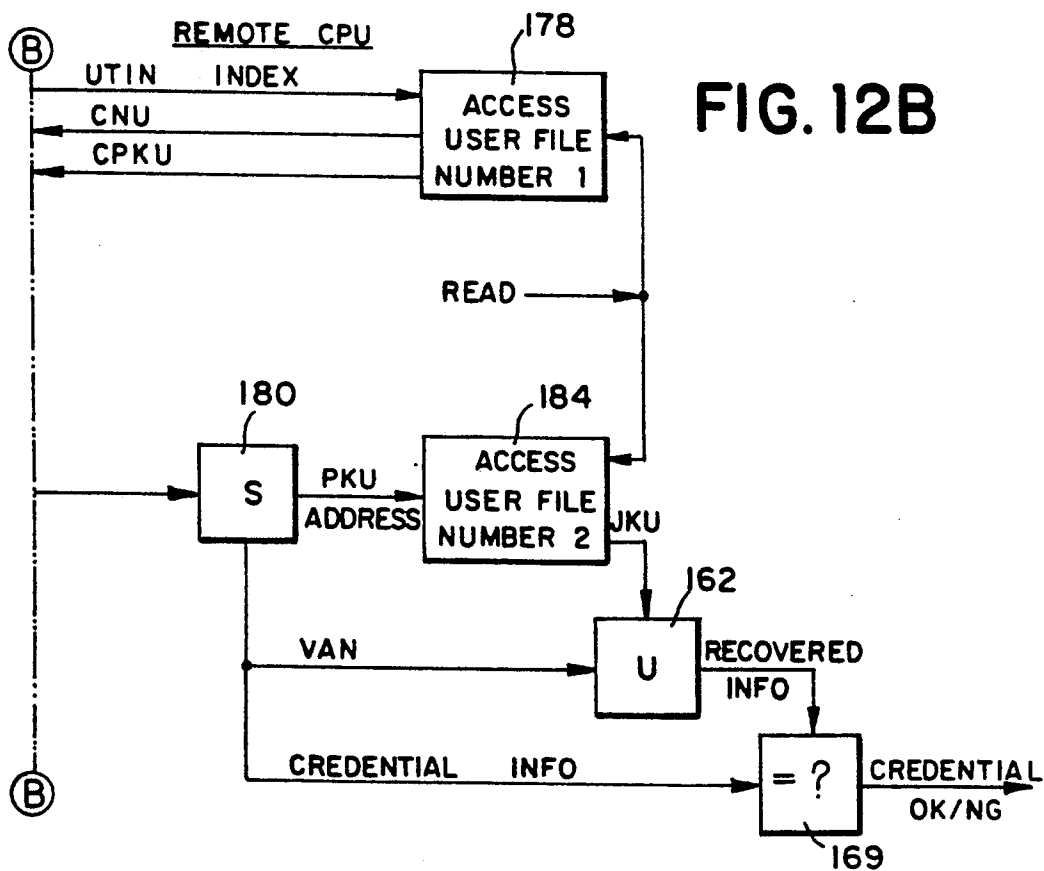 B
REMOTE CPU
178
FIG. 12B
UTIN INDEX
CNU
CPKU
ACCESS
USER FILE
NUMBER 1
READ
180
184
S
PKU
ADDRESS
ACCESS
USER FILE
NUMBER 2
JKU
162
VAN
U
RECOVERED
INFO
CREDENTIAL INFO
= ?
CREDENTIAL
OK/NG
B
169